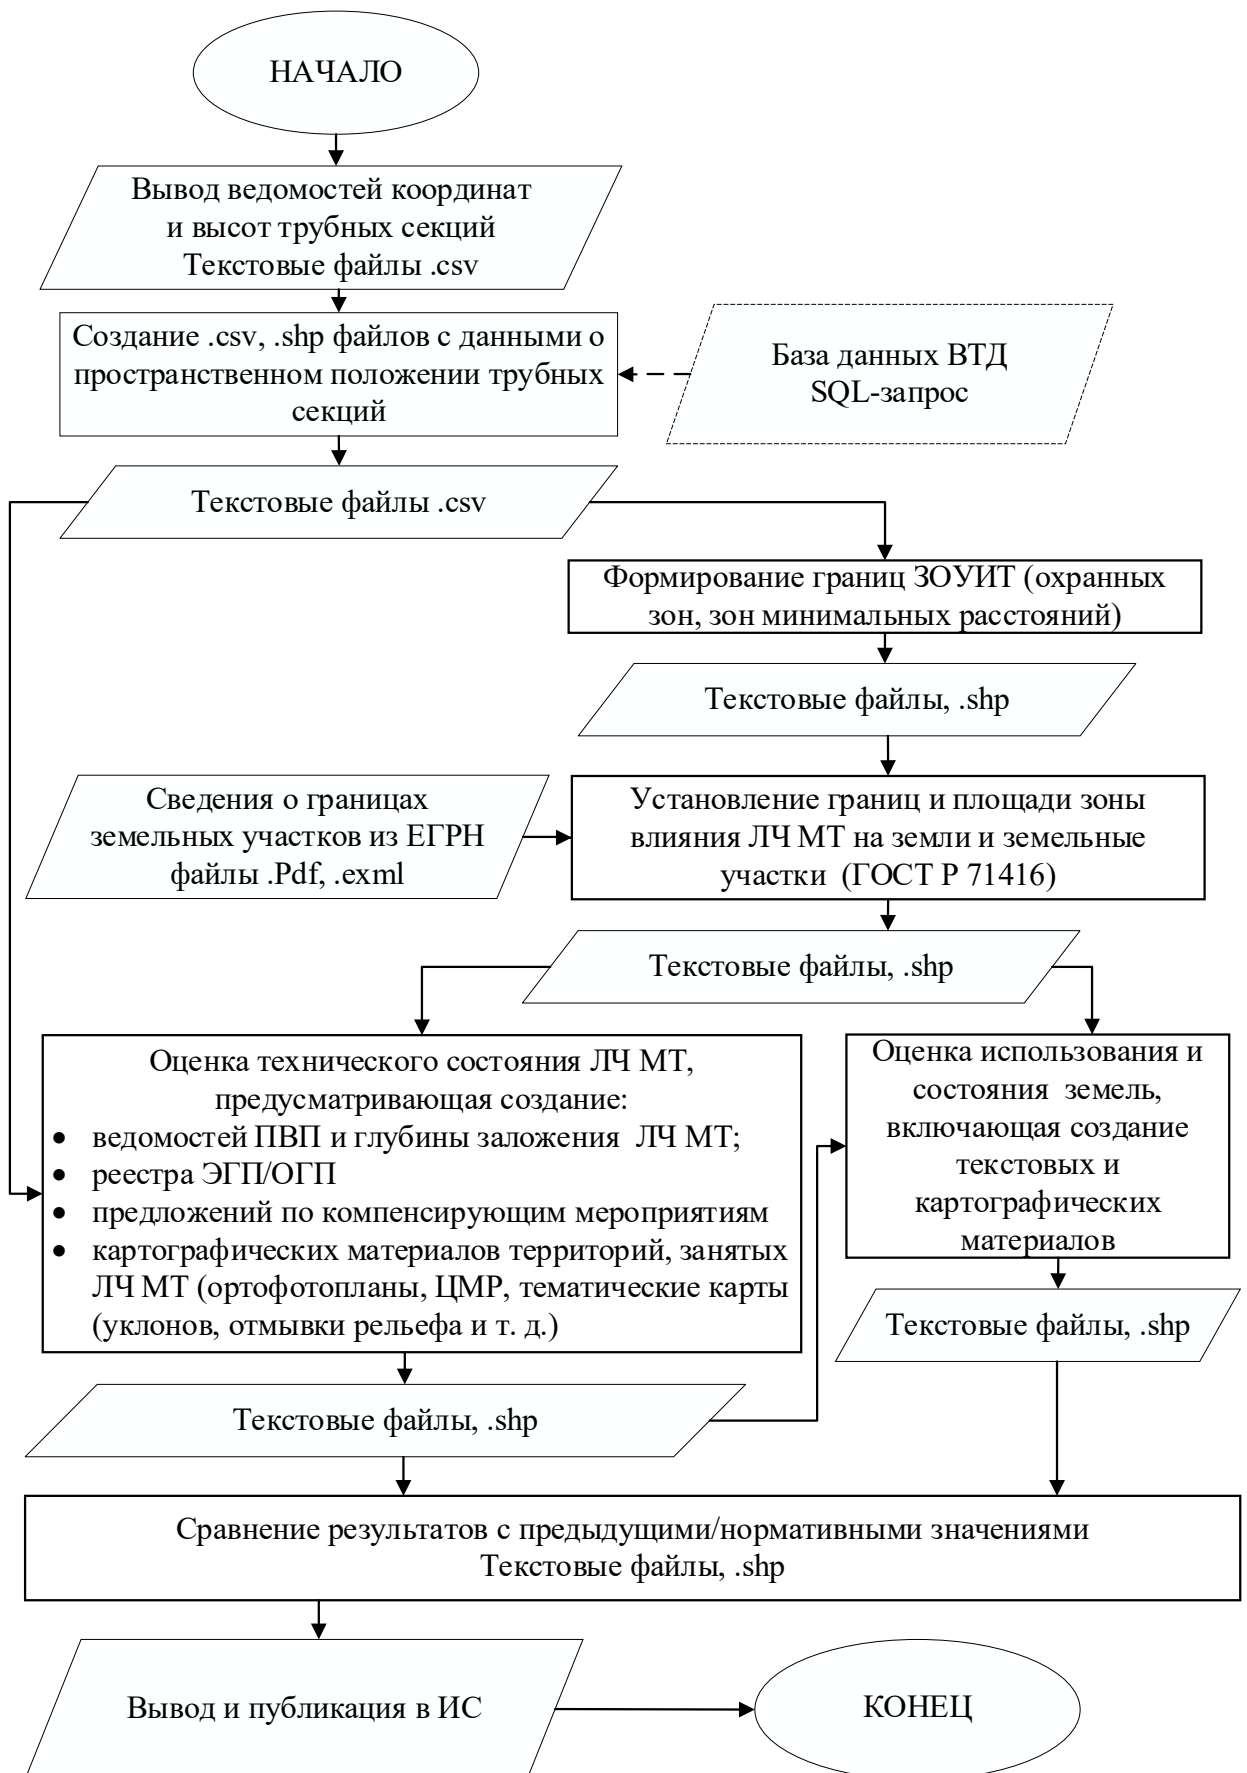 НАЧАЛО
Вывод ведомостей координат
и высот трубных секций
Текстовые файлы .csv
Создание .csv, .shp файлов с данными о
пространственном положении трубных
секций
База данных ВТД
SQL-запрос
Текстовые файлы .csv
Формирование границ ЗОУИТ (охранных
зон, зон минимальных расстояний)
Текстовые файлы, .shp
Сведения о границах
земельных участков из ЕГРН
файлы .Pdf, .exml
Установление границ и площади зоны
влияния ЛЧ МТ на земли и земельные
участки (ГОСТ Р 71416)
Текстовые файлы, .shp
Оценка технического состояния ЛЧ МТ,
предусматривающая создание:
• ведомостей ПВП и глубины заложения ЛЧ МТ;
• реестра ЭГП/ОГП
• предложений по компенсирующим мероприятиям
• картографических материалов территорий, занятых
ЛЧ МТ (ортофотопланы, ЦМР, тематические карты
(уклонов, отмывки рельефа и т. д.)
Оценка использования и
состояния земель,
включающая создание
текстовых и
картографических
материалов
Текстовые файлы, .shp
Текстовые файлы, .shp
Сравнение результатов с предыдущими/нормативными значениями
Текстовые файлы, .shp
Вывод и публикация в ИС
КОНЕЦ